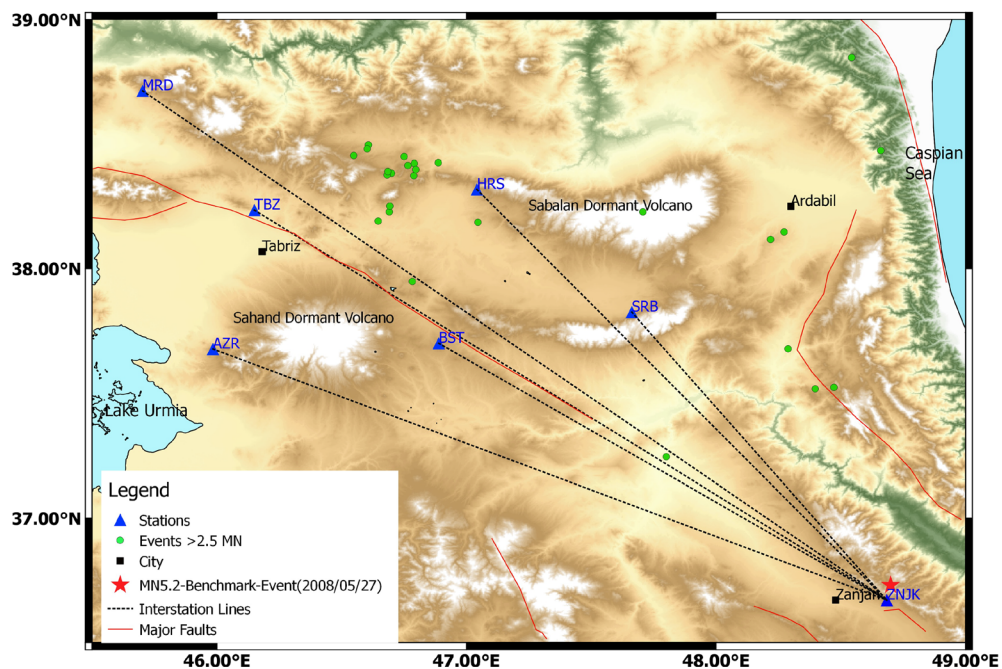 39.00°N
MRD
Caspian
Sea
HRS
TBZ
Sabalan Dormant Volcano
Ardabil
Tabriz
38.00°N
SRB
Sahand Dormant Volcano
AZR
BST
Lake Urmia
37.00°N
Legend
Stations
Events >2.5 MN
City
MN5.2-Benchmark-Event(2008/05/27)
Interstation Lines
Major Faults
Zanjan
ZNJK
46.00°E
47.00°E
48.00°E
49.00°E